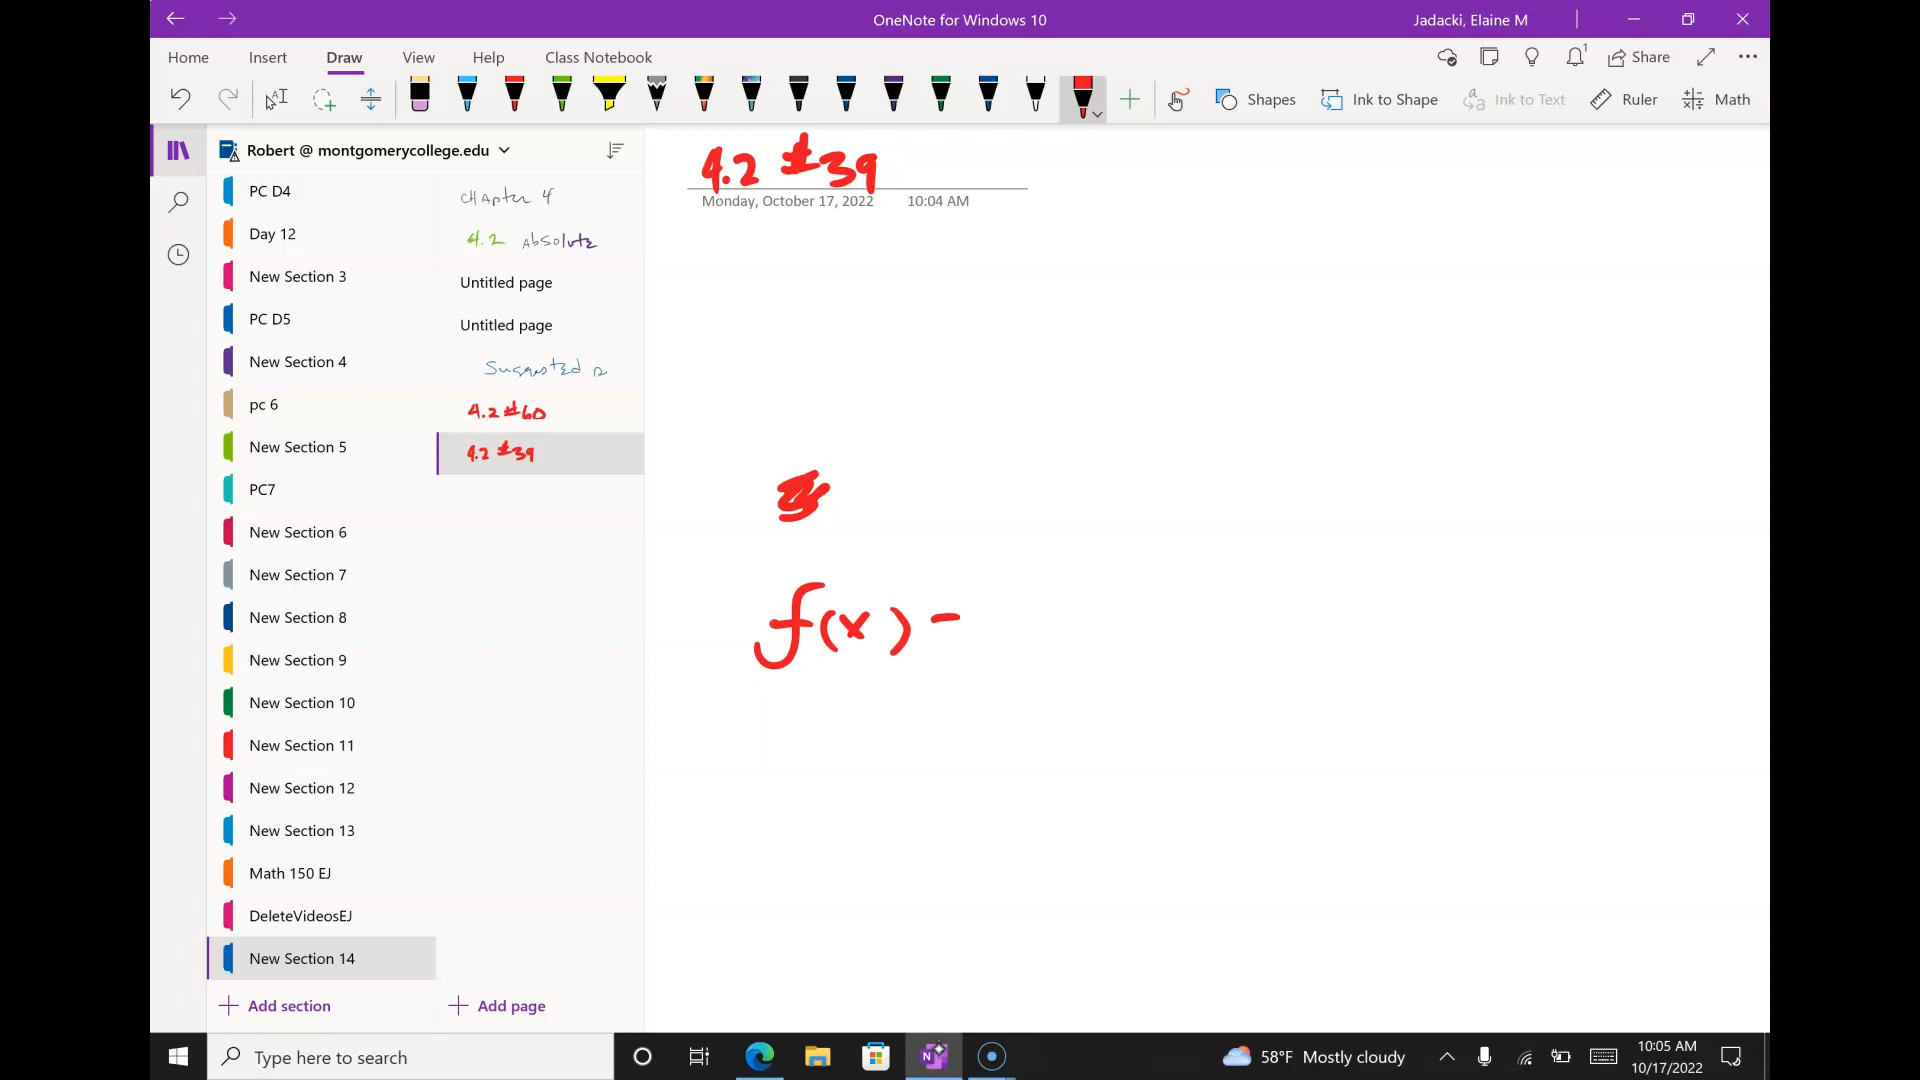 OneNote for Windows 10
Jadacki, Elaine M
Home Insert Draw View Help Class Notebook
1
Share
Shapes Ink to Shape Ink to Text Ruler Math
Robert @ montgomerycollege.edu
PC D4
Day 12
New Section 3
PC D5
New Section 4
pc 6
New Section 5
PC7
New Section 6
New Section 7
New Section 8
New Section 9
New Section 10
New Section 11
New Section 12
New Section 13
Math 150 EJ
DeleteVideosEJ
New Section 14
Add section
CHApter 4
4.2 Absolute
Untitled page
Untitled page
Suggested
4.2 #60
4.2 #39
Add page
4.2 #39
Monday, October 17, 2022 10:04 AM
f(x) -
Type here to search
58°F Mostly cloudy
10:05 AM
10/17/2022